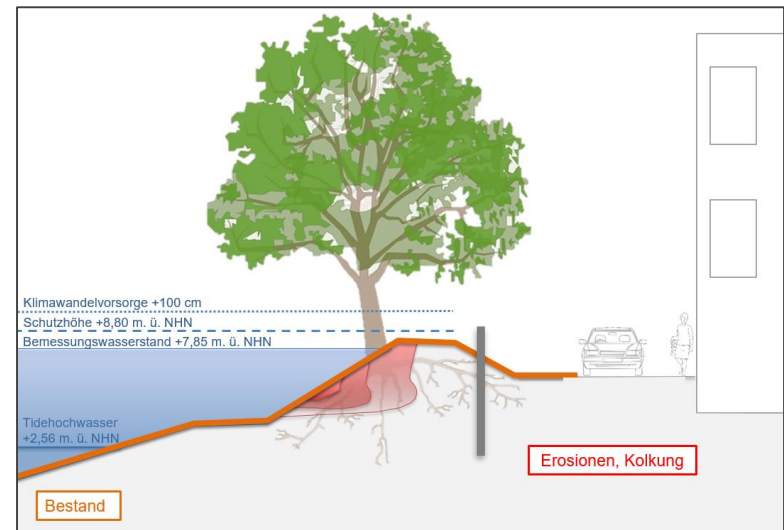 Klimawandelvorsorge +100 cm
Schutzhöhe +8,80 m. ü. NHN
Bemessungswasserstand +7,85 m. ü. NHN
Tidehochwasser
+2,56 m. ü. NHN
Erosionen, Kolkung
Bestand